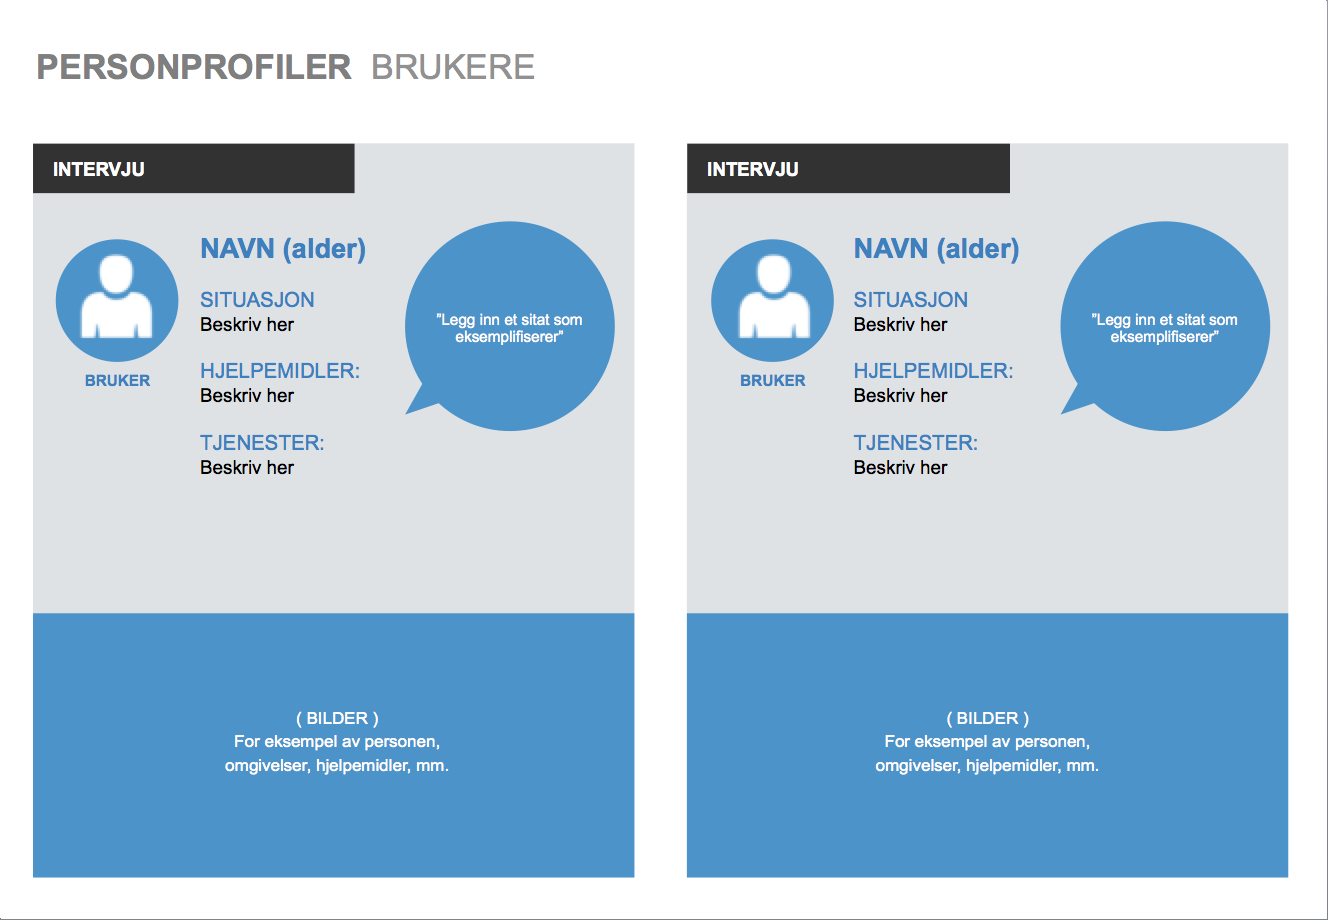 PERSONPROFILER BRUKERE
INTERVJU
NAVN (alder)
SITUASJON
Beskriv her
HJELPEMIDLER:
Beskriv her
TJENESTER:
Beskriv her
BRUKER
"Legg inn et sitat som
eksemplifiserer"
( BILDER )
For eksempel av personen,
omgivelser, hjelpemidler, mm.
INTERVJU
NAVN (alder)
SITUASJON
Beskriv her
HJELPEMIDLER:
Beskriv her
TJENESTER:
Beskriv her
BRUKER
"Legg inn et sitat som
eksemplifiserer"
( BILDER )
For eksempel av personen,
omgivelser, hjelpemidler, mm.